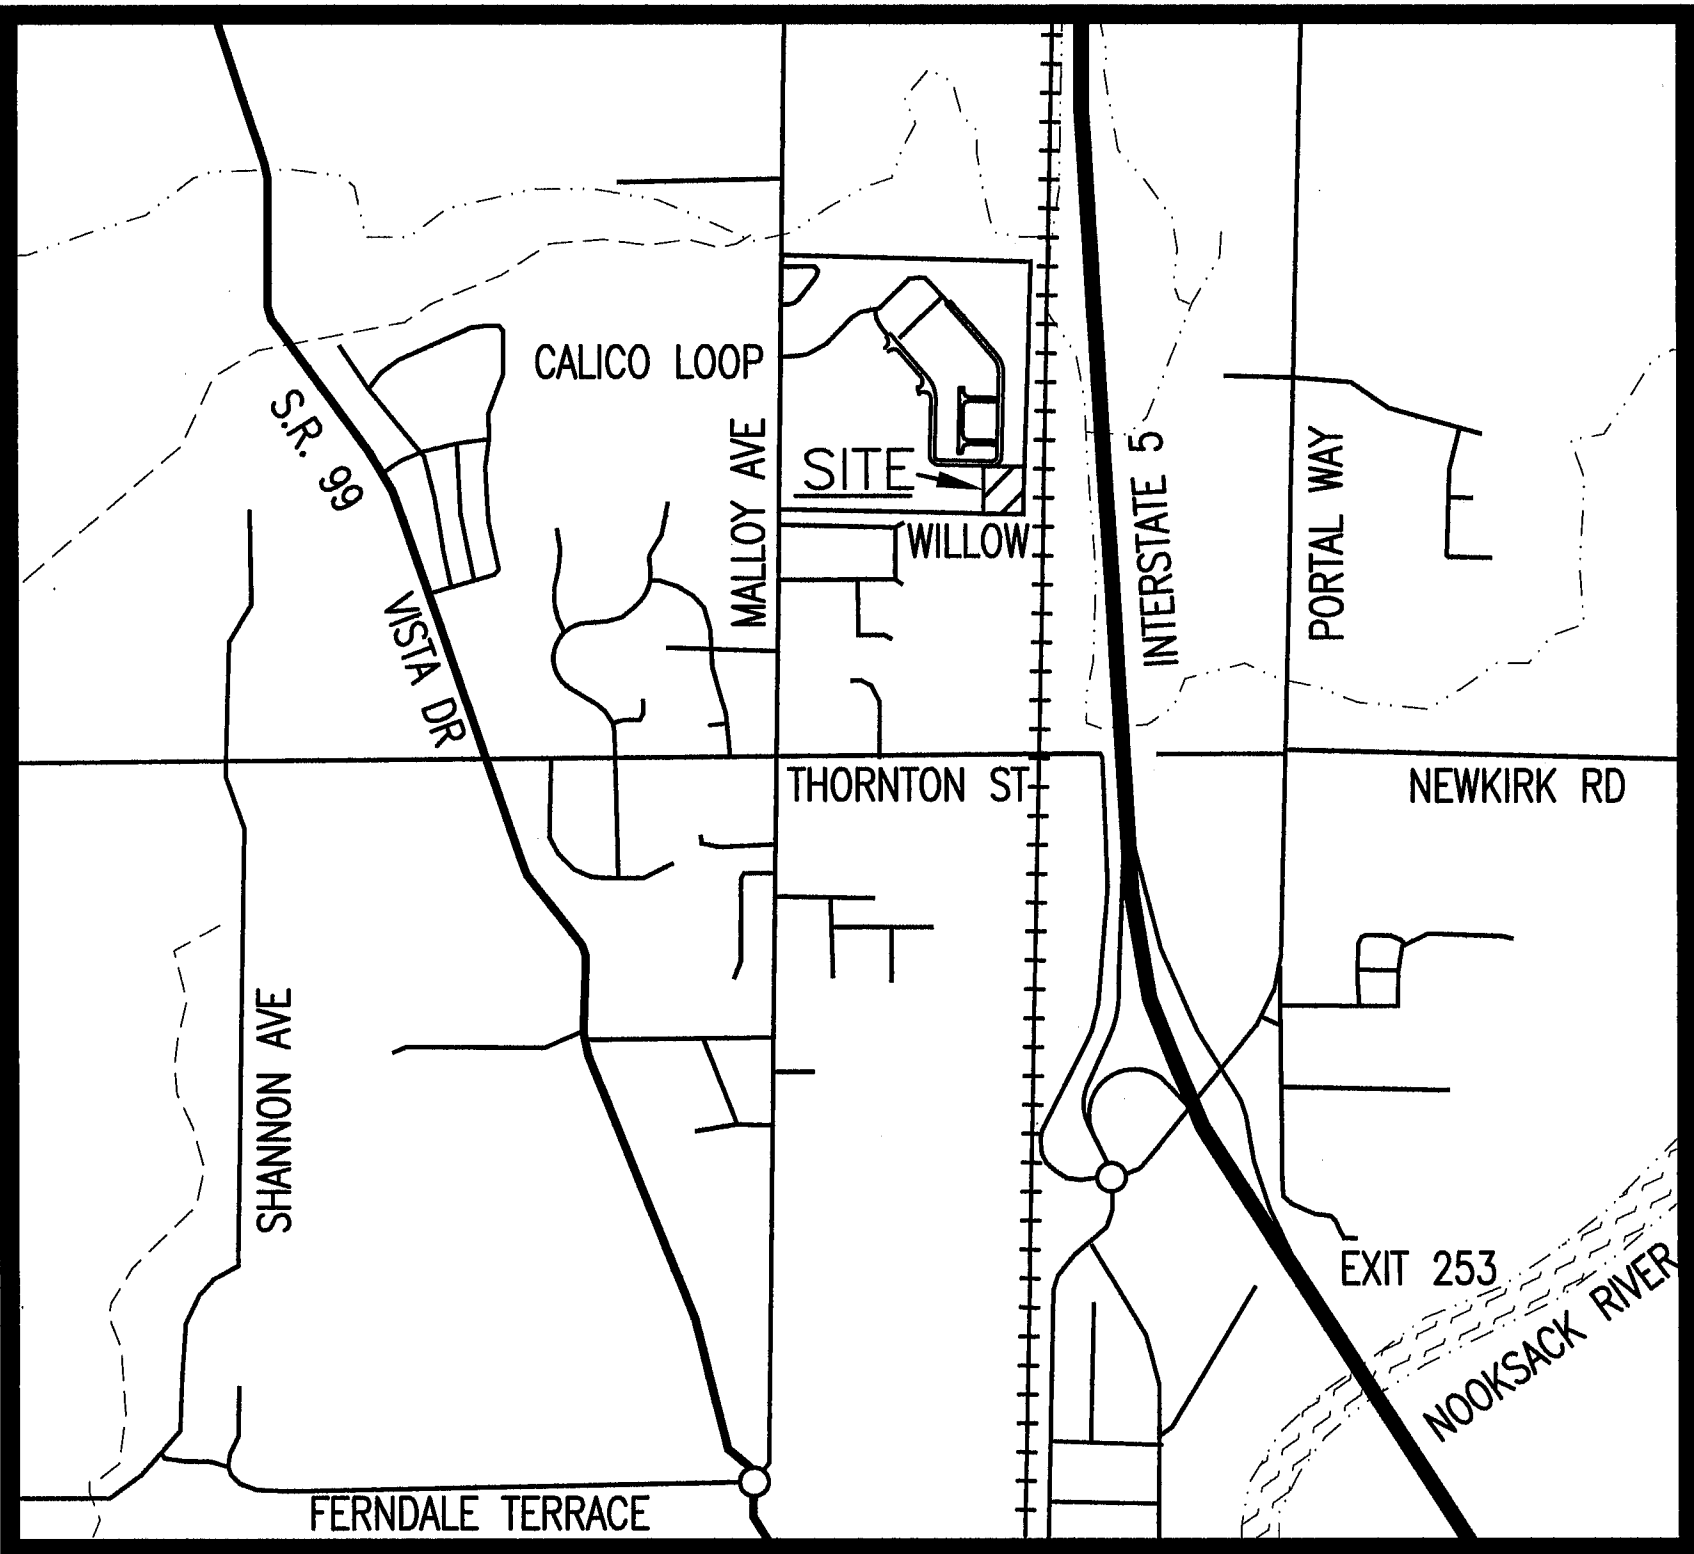 CALICO LOOP
S.R. 99
MALLOY AVE
SITE
INTERSTATE 5
PORTAL WAY
WILLOW
VISTA DR
THORNTON ST
NEWKIRK RD
SHANNON AVE
EXIT 253
NOOKSACK RIVER
FERNDALE TERRACE